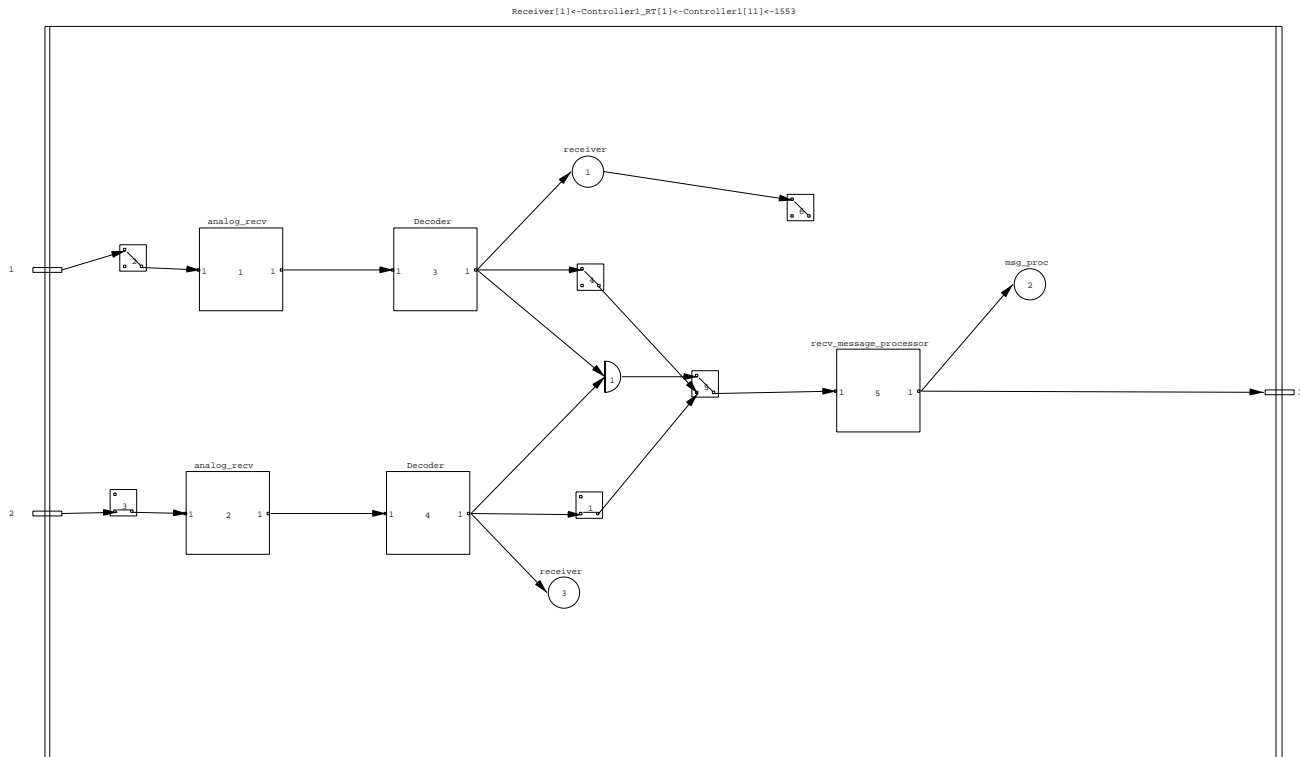 Receiver[1]<-Controller1_RT[1]<-Controller1[11]<-1553
receiver
1
6
analog_recv
Decoder
1
2
1 1 1
1 3 1
4
msg_proc
2
recv_message_processor
1
5
1 5 1
analog_recv
Decoder
2
3
1 2 1
1 4 1
1
receiver
3